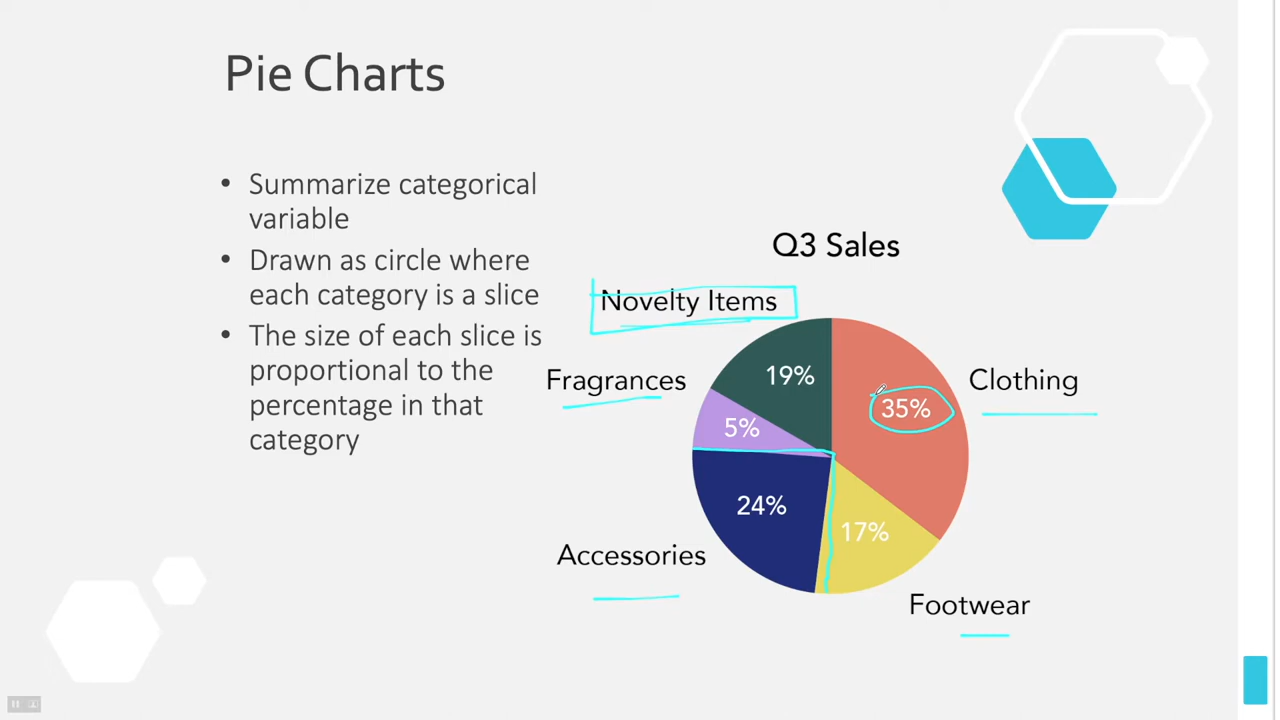 Pie Charts
• Summarize categorical
variable
• Drawn as circle where
each category is a slice
• The size of each slice is
proportional to the
percentage in that
category
Q3 Sales
Novelty Items
19%
Fragrances
Clothing
35%
5%
24%
17%
Accessories
Footwear